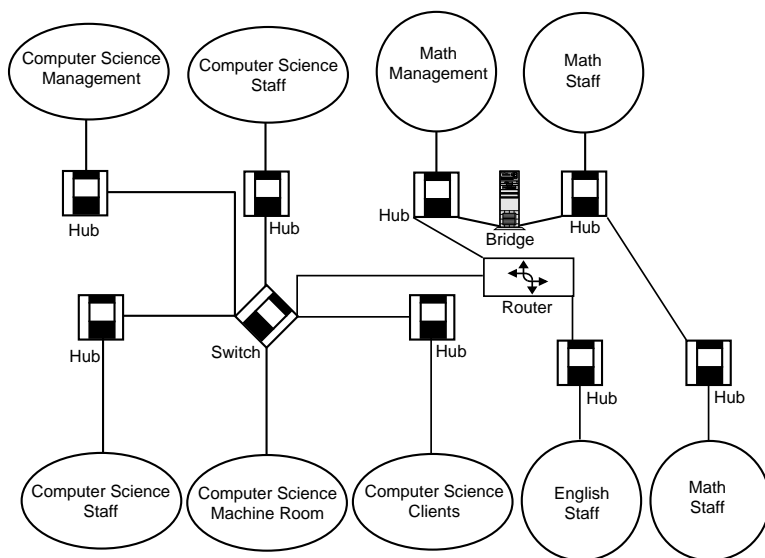 Computer Science
Management
Computer Science
Staff
Math
Management
Math
Staff
Hub
Hub
Hub
Bridge
Hub
Router
Hub
Switch
Hub
Hub
Hub
Computer Science
Staff
Computer Science
Machine Room
Computer Science
Clients
English
Staff
Math
Staff